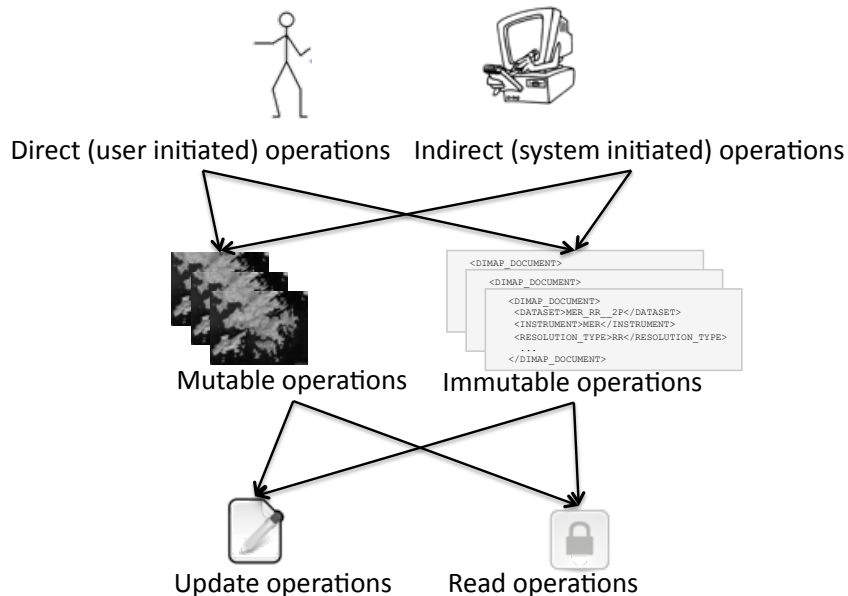 Direct (user initiated) operations
Indirect (system initiated) operations
<DIMAP_DOCUMENT>
<DIMAP_DOCUMENT>
<DIMAP_DOCUMENT>
<DATASET>MER_RR__2P</DATASET>
<INSTRUMENT>MER</INSTRUMENT>
<RESOLUTION_TYPE>RR</RESOLUTION_TYPE>
...
</DIMAP_DOCUMENT>
Mutable operations
Immutable operations
Update operations
Read operations